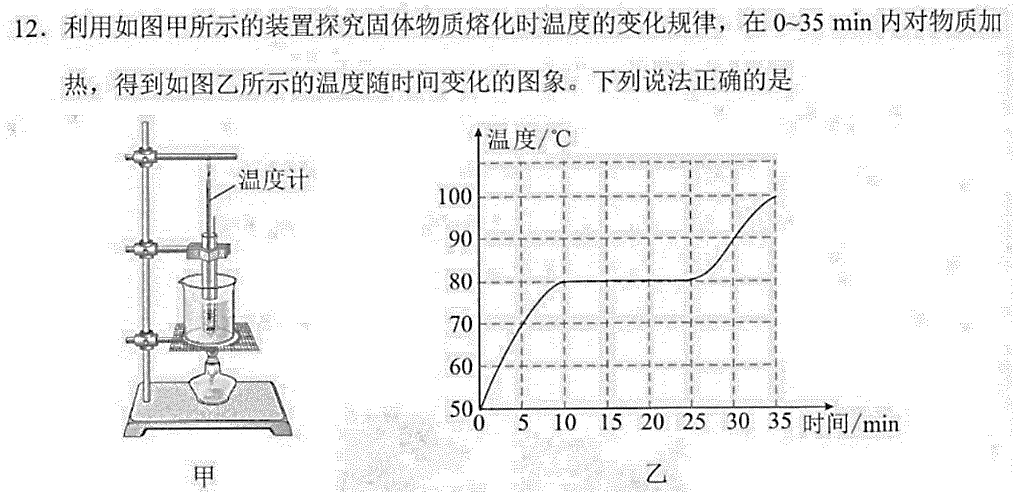 12. 利用如图甲所示的装置探究固体物质熔化时温度的变化规律，在 0~35 min 内对物质加
热，得到如图乙所示的温度随时间变化的图象。下列说法正确的是
温度计
甲
温度/℃
100
90
80
70
60
50
0 5 10 15 20 25 30 35 时间/min
乙